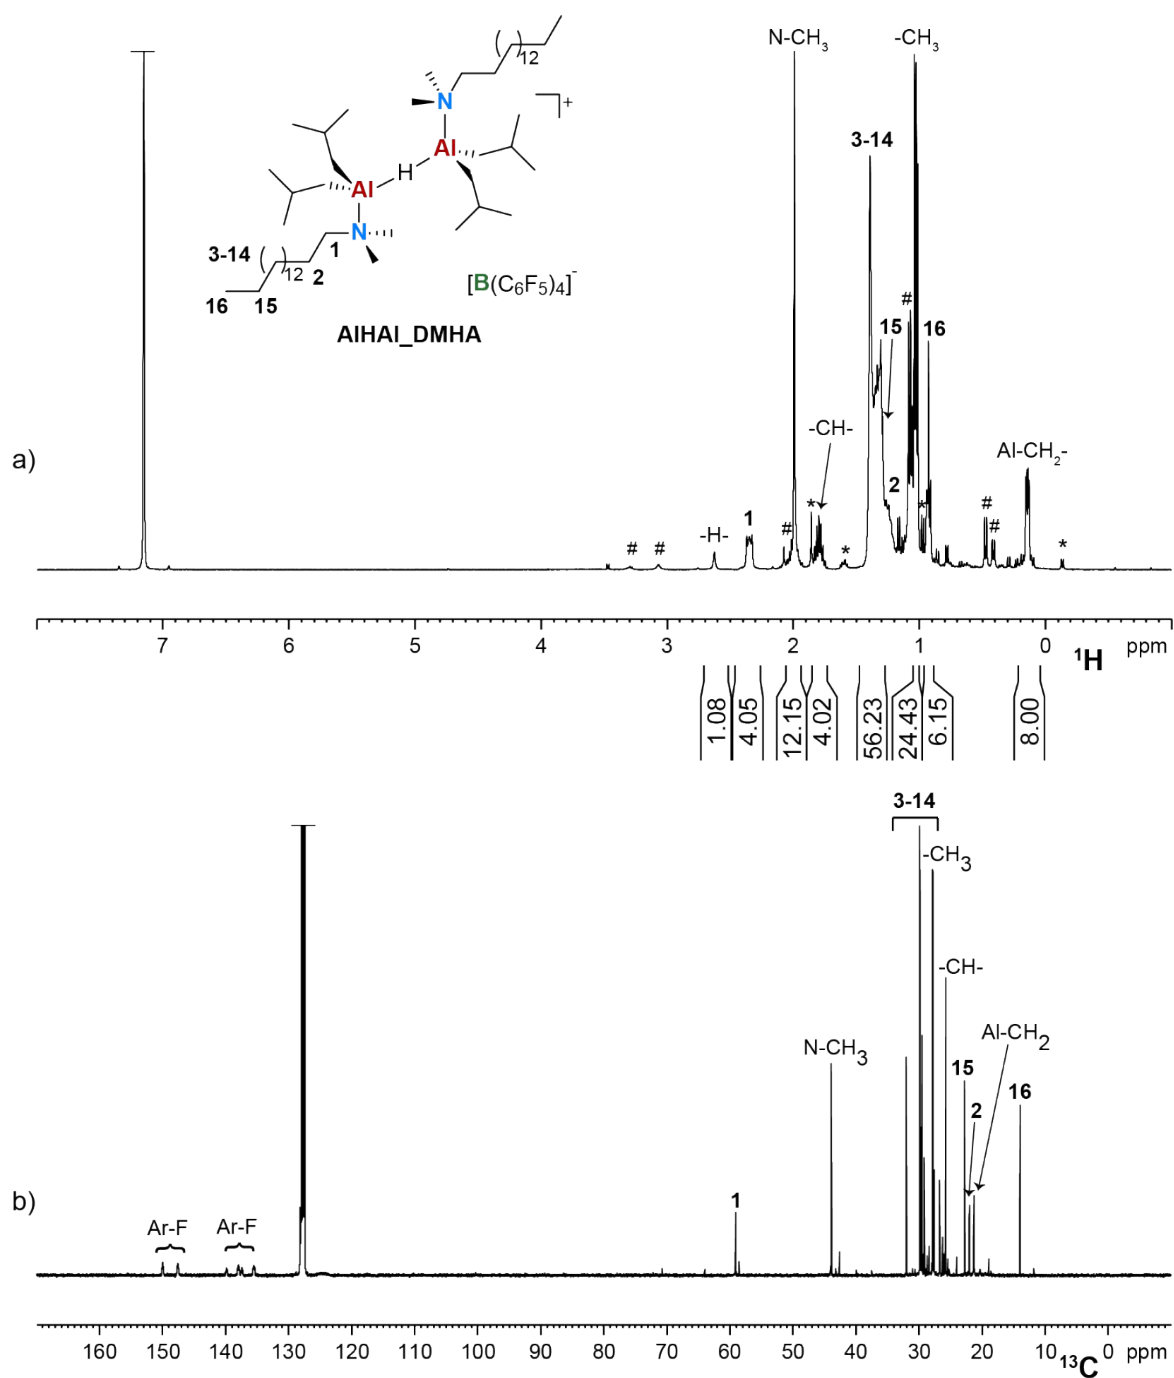 a)
12
N
+
Al
H
Al
N
3-14
12
1
2
16
15
[B(C6F5)4]-
AlHAl_DMHA
N-CH3
-CH3
3-14
#
15
16
-CH-
2
Al-CH2-
#
#
-H-
1
#
*
*
*
#
#
*
7
6
5
4
3
2
1
0
ppm
1H
1.08
4.05
12.15
4.02
56.23
24.43
6.15
8.00
b)
3-14
-CH3
-CH-
N-CH3
Al-CH2
15
2
16
1
Ar-F
Ar-F
160
150
140
130
120
110
100
90
80
70
60
50
40
30
20
10
0
ppm
13C